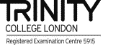 TRINITY
COLLEGE LONDON
Registered Examination Centre 5915